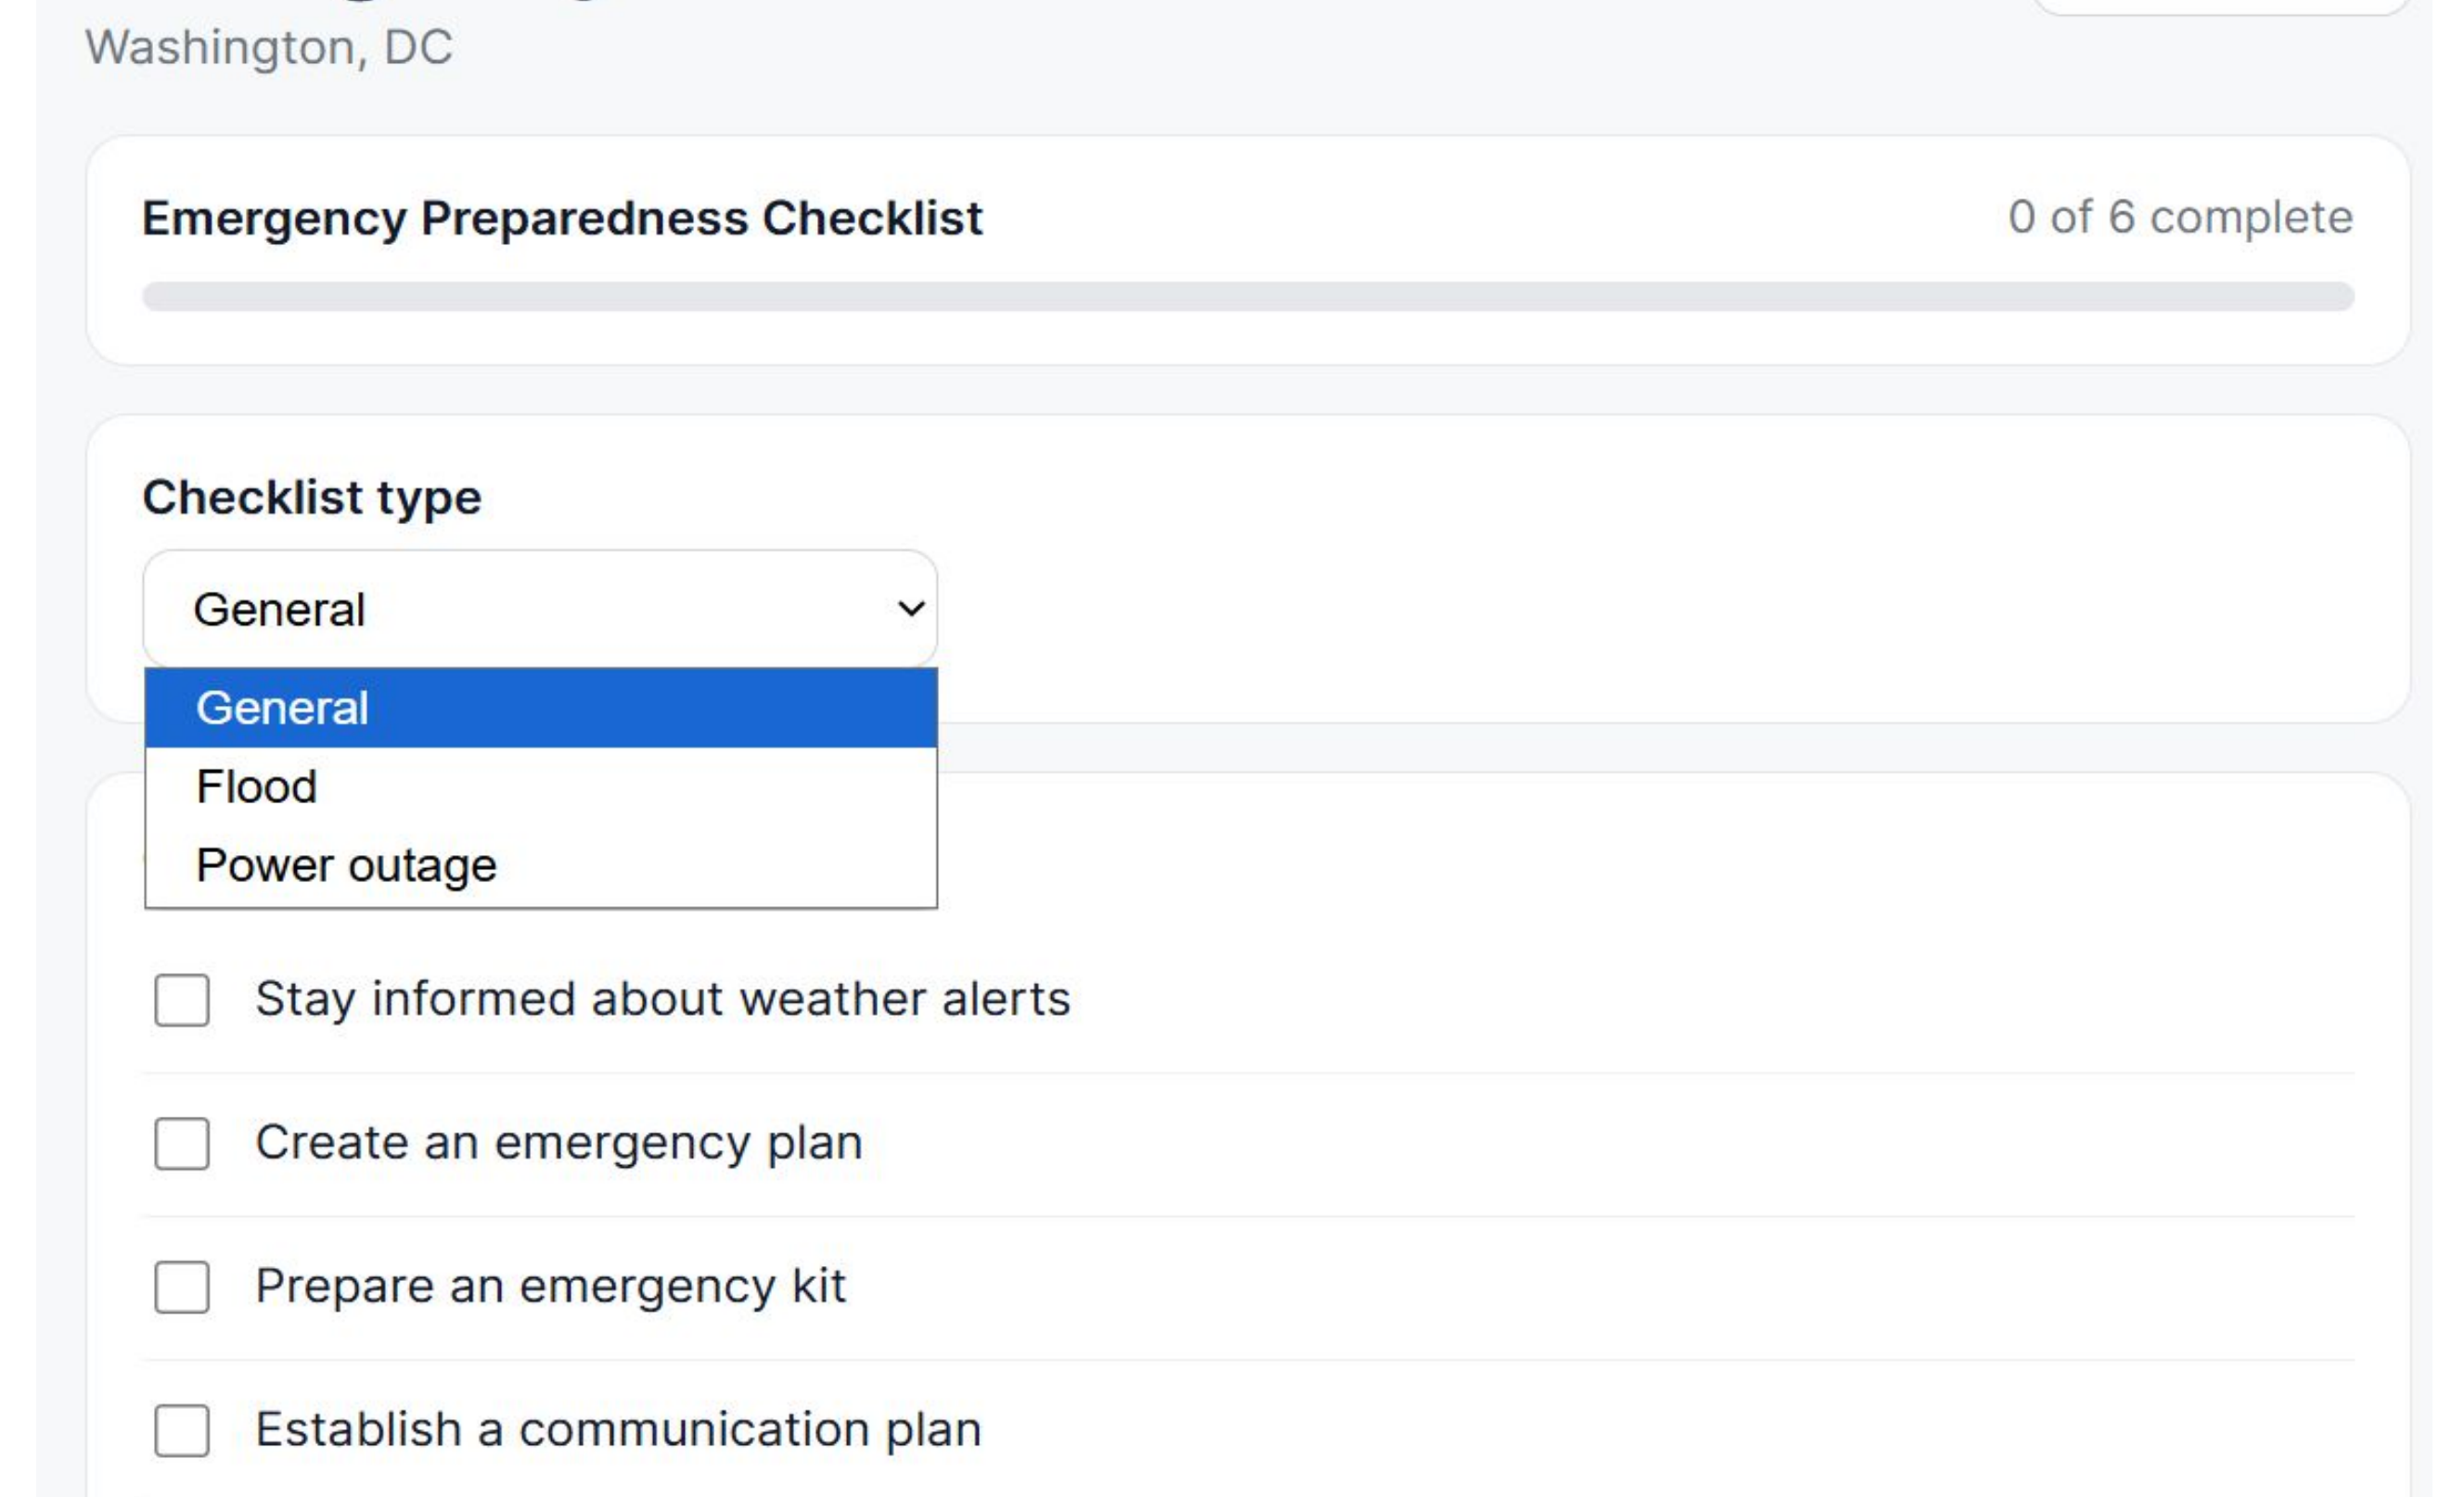 Washington, DC
Emergency Preparedness Checklist
0 of 6 complete
Checklist type
General
General
Flood
Power outage
Stay informed about weather alerts
Create an emergency plan
Prepare an emergency kit
Establish a communication plan